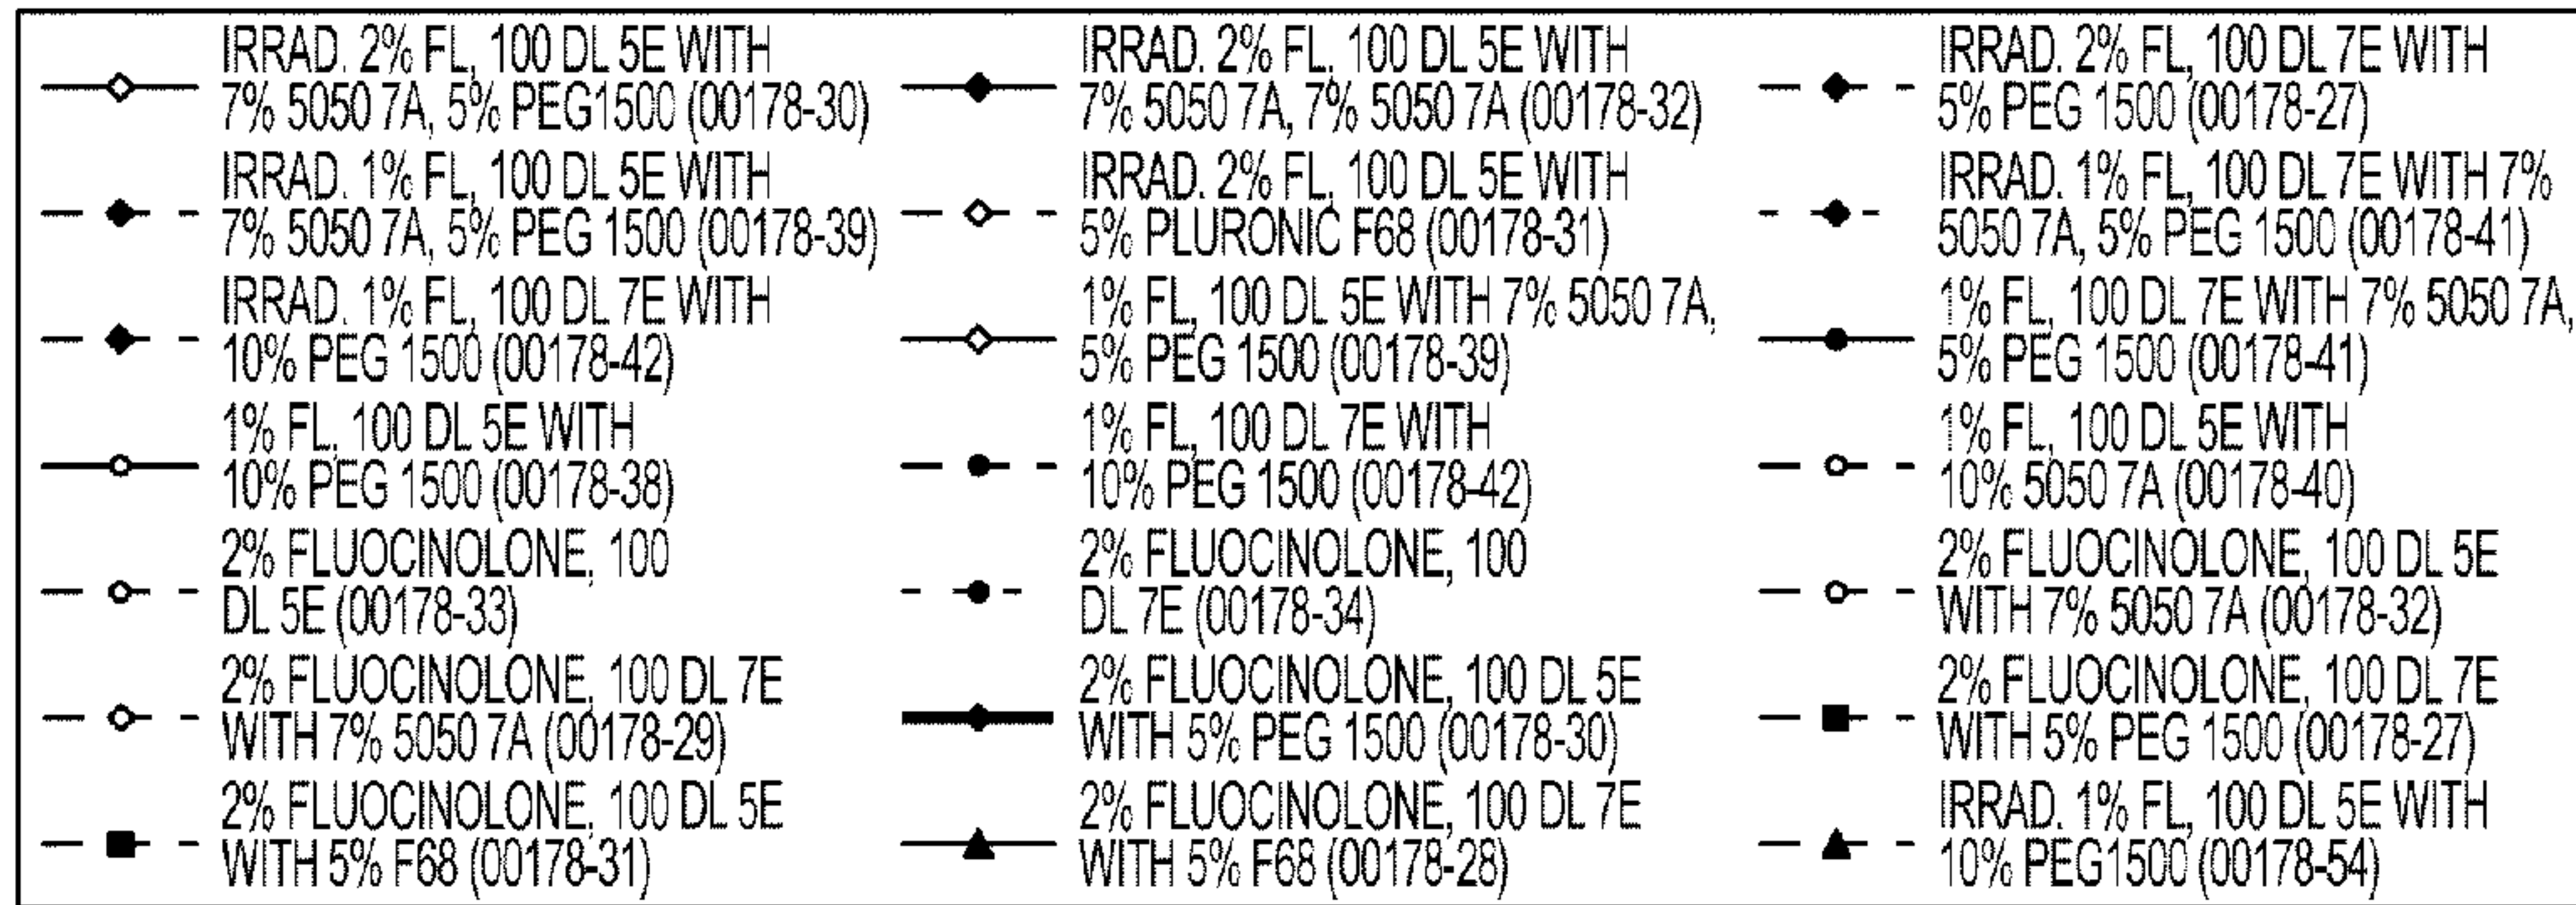 IRRAD. 2% FL, 100 DL 5E WITH
7% 5050 7A, 5% PEG1500 (00178-30)
IRRAD. 2% FL, 100 DL 5E WITH
7% 5050 7A, 7% 5050 7A (00178-32)
IRRAD. 2% FL, 100 DL 7E WITH
5% PEG 1500 (00178-27)
IRRAD. 1% FL, 100 DL 5E WITH
7% 5050 7A, 5% PEG 1500 (00178-39)
IRRAD. 2% FL, 100 DL 5E WITH
5% PLURONIC F68 (00178-31)
IRRAD. 1% FL, 100 DL 7E WITH 7%
5050 7A, 5% PEG 1500 (00178-41)
IRRAD. 1% FL, 100 DL 7E WITH
10% PEG 1500 (00178-42)
1% FL, 100 DL 5E WITH 7% 5050 7A,
5% PEG 1500 (00178-39)
1% FL, 100 DL 7E WITH 7% 5050 7A,
5% PEG 1500 (00178-41)
1% FL, 100 DL 5E WITH
10% PEG 1500 (00178-38)
1% FL, 100 DL 7E WITH
10% PEG 1500 (00178-42)
1% FL, 100 DL 5E WITH
10% 5050 7A (00178-40)
2% FLUOCINOLONE, 100
DL 5E (00178-33)
2% FLUOCINOLONE, 100
DL 7E (00178-34)
2% FLUOCINOLONE, 100 DL 5E
WITH 7% 5050 7A (00178-32)
2% FLUOCINOLONE, 100 DL 7E
WITH 7% 5050 7A (00178-29)
2% FLUOCINOLONE, 100 DL 5E
WITH 5% PEG 1500 (00178-30)
2% FLUOCINOLONE, 100 DL 7E
WITH 5% PEG 1500 (00178-27)
2% FLUOCINOLONE, 100 DL 5E
WITH 5% F68 (00178-31)
2% FLUOCINOLONE, 100 DL 7E
WITH 5% F68 (00178-28)
IRRAD. 1% FL, 100 DL 5E WITH
10% PEG1500 (00178-54)